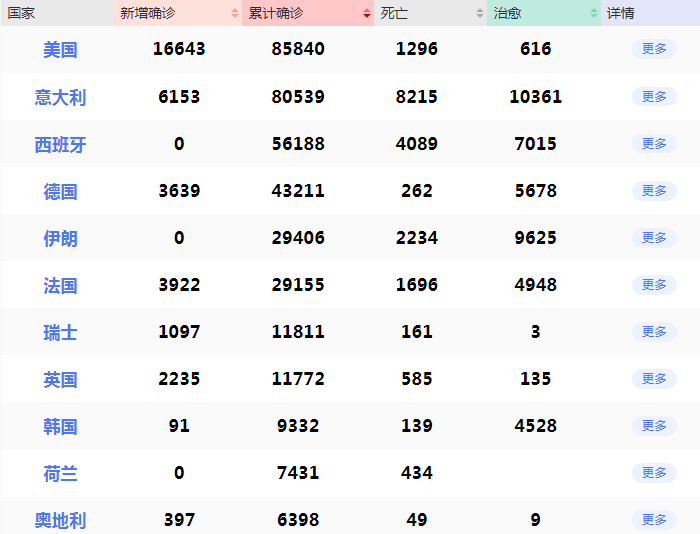 国家 新增确诊 累计确诊 死亡 治愈 详情
美国 16643 85840 1296 616 更多
意大利 6153 80539 8215 10361 更多
西班牙 0 56188 4089 7015 更多
德国 3639 43211 262 5678 更多
伊朗 0 29406 2234 9625 更多
法国 3922 29155 1696 4948 更多
瑞士 1097 11811 161 3 更多
英国 2235 11772 585 135 更多
韩国 91 9332 139 4528 更多
荷兰 0 7431 434 更多
奥地利 397 6398 49 9 更多